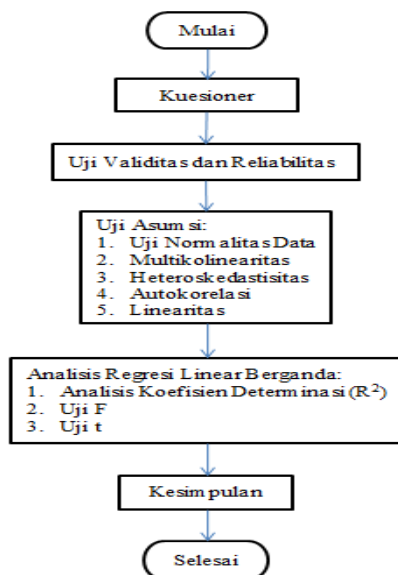 Mulai
Kuesioner
Uji Validitas dan Reliabilitas
Uji Asumsi:
1. Uji Normalitas Data
2. Multikolinearitas
3. Heteroskedastisitas
4. Autokorelasi
5. Linearitas
Analisis Regresi Linear Berganda:
1. Analisis Koefisien Determinasi (R²)
2. Uji F
3. Uji t
Kesimpulan
Selesai